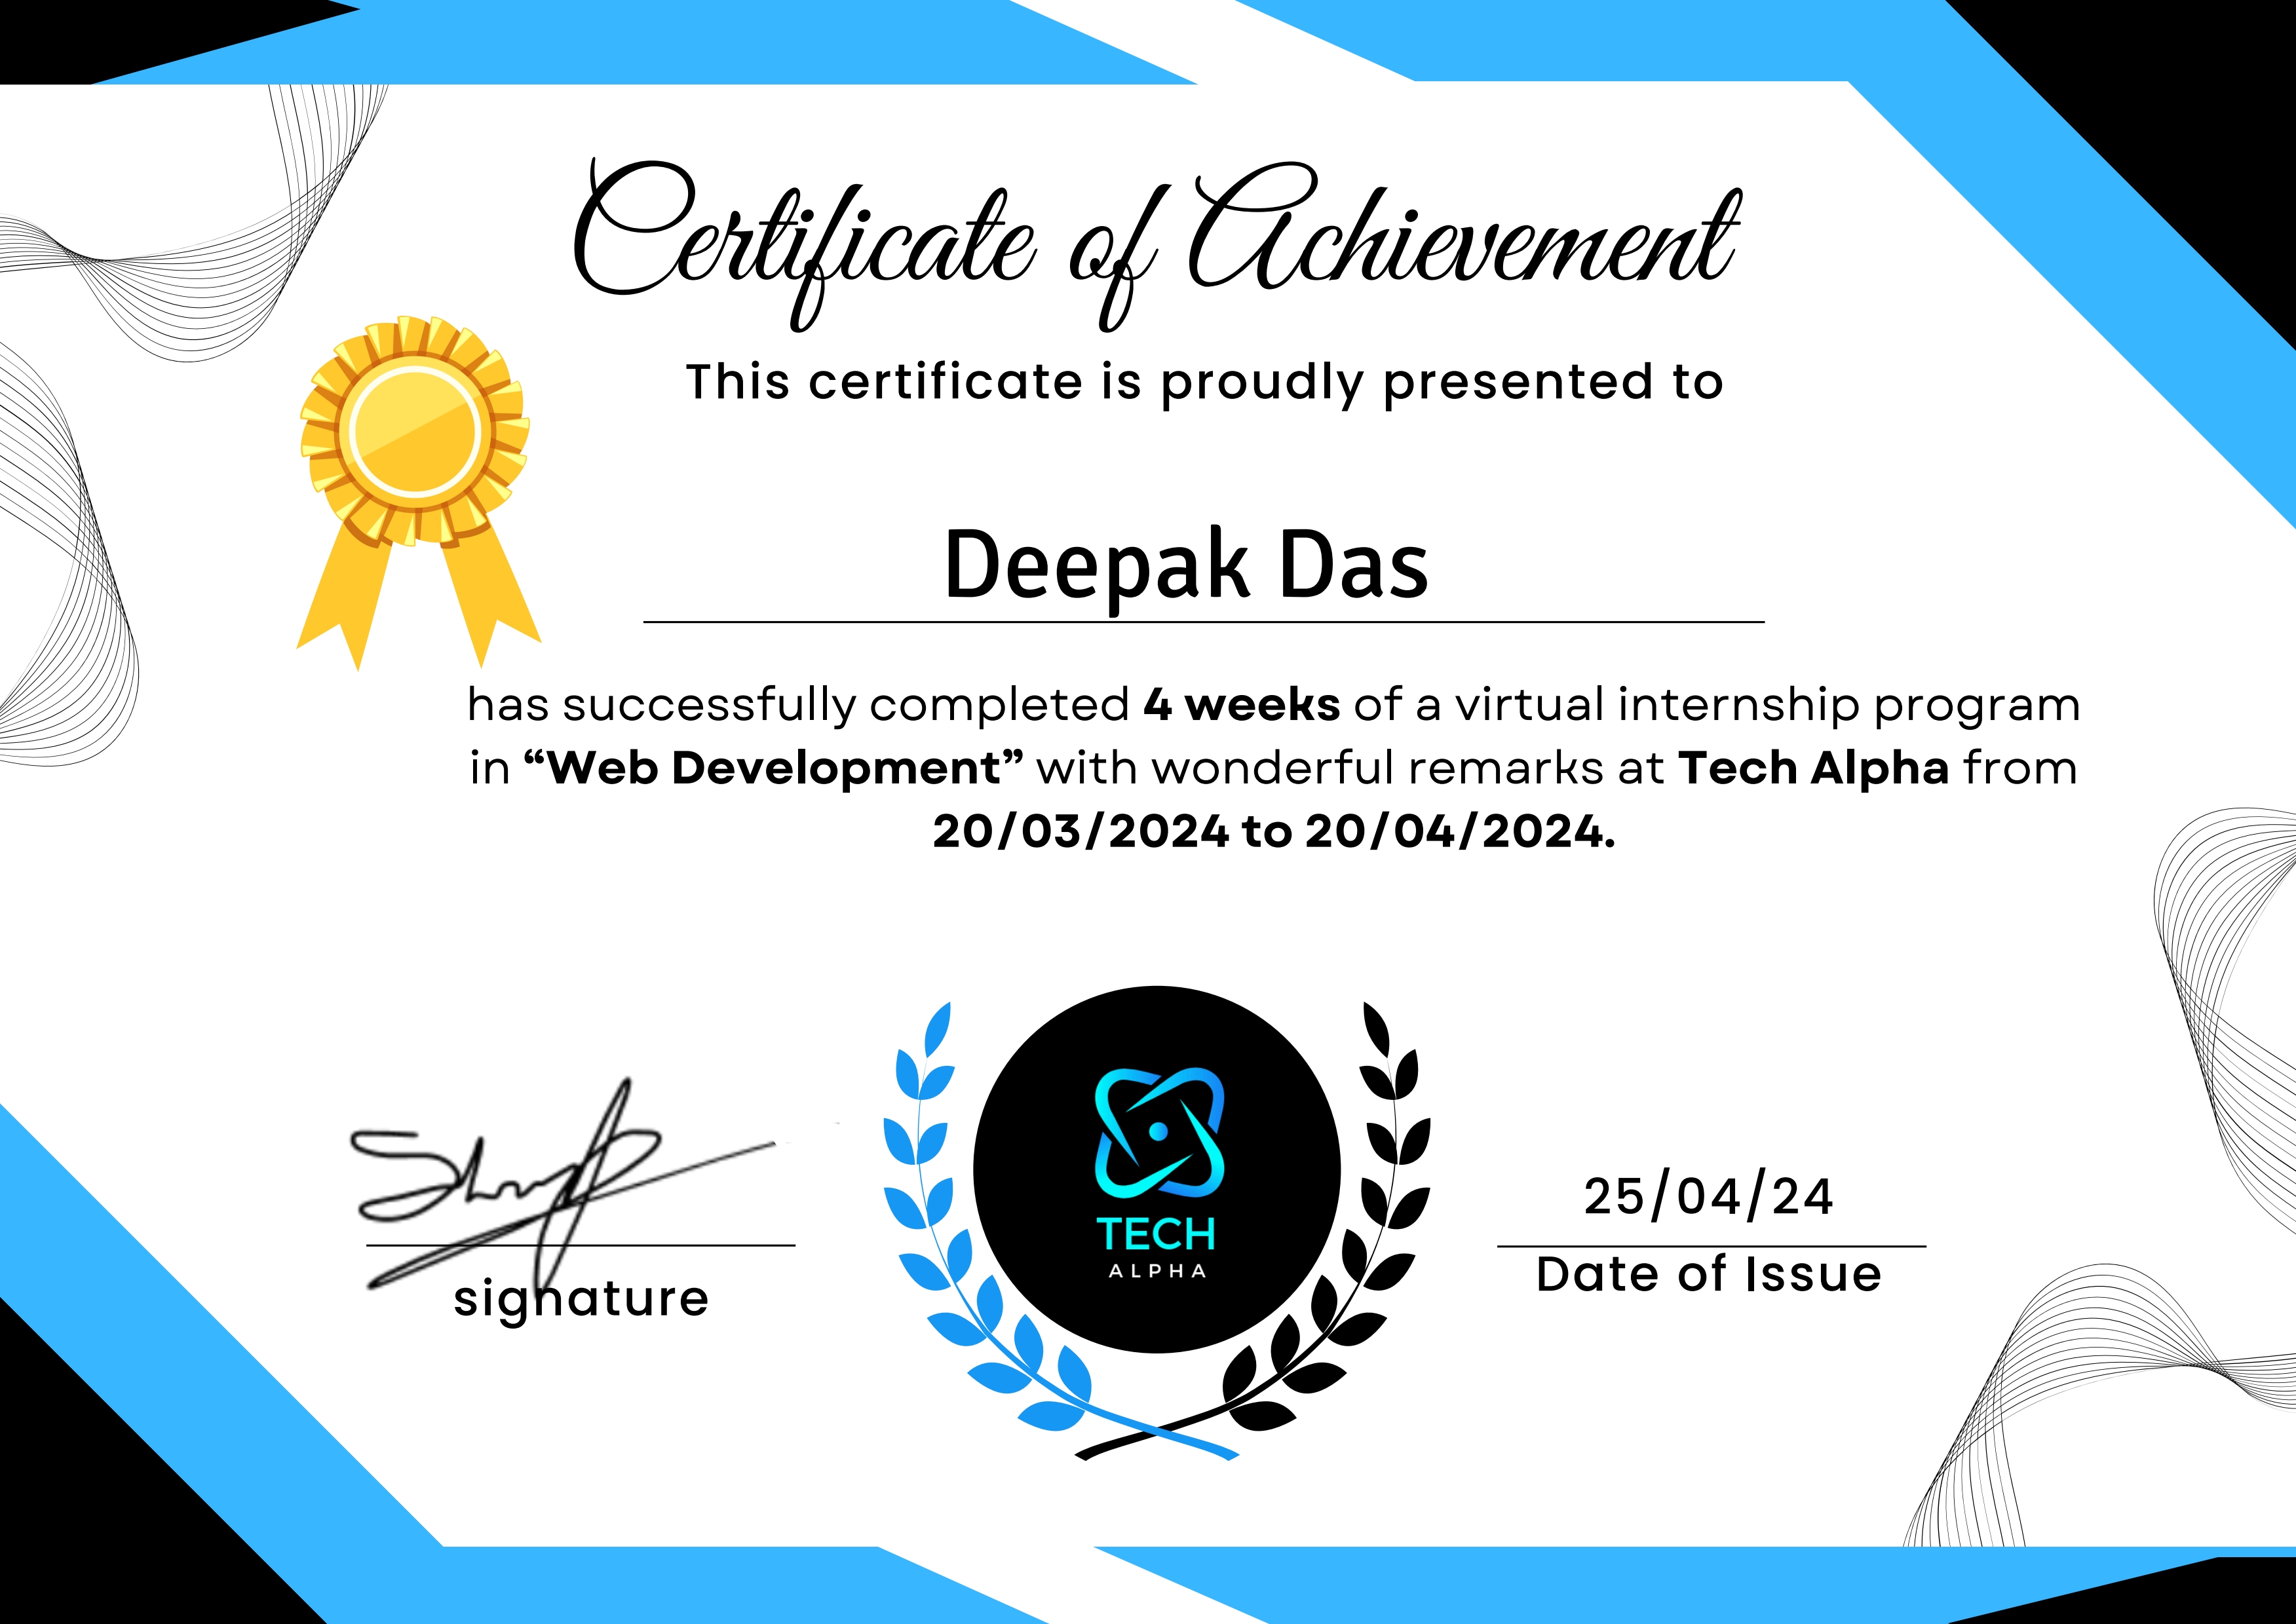 Certificate of Achievement
This certificate is proudly presented to
Deepak Das
has successfully completed 4 weeks of a virtual internship program
in “Web Development” with wonderful remarks at Tech Alpha from
20/03/2024 to 20/04/2024.
TECH
ALPHA
signature
25/04/24
Date of Issue